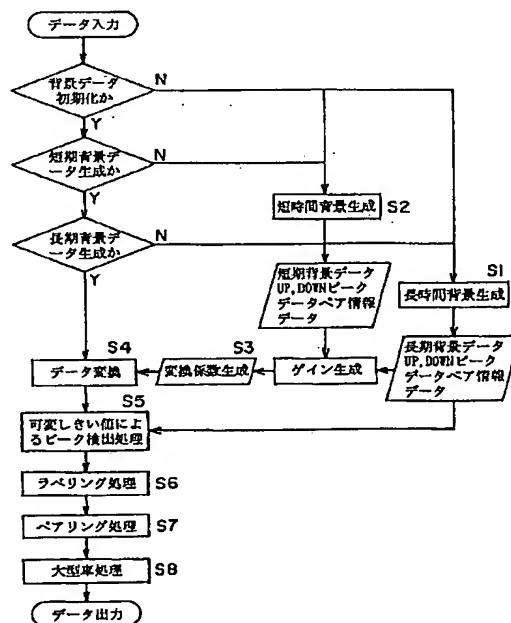 データ入力
背景データ
初期化か
N
Y
短期背景デ
ータ生成か
N
Y
長期背景デ
ータ生成か
N
Y
短時間背景生成
S2
短期背景データ
UP,DOWNピーク
データペア情報
データ
S1
長時間背景生成
長期背景データ
UP,DOWNピーク
データペア情報
データ
S4
データ変換
S3
変換係数生成
ゲイン生成
S5
可変しきい値によ
るピーク検出処理
ラベリング処理
S6
ペアリング処理
S7
大型車処理
S8
データ出力